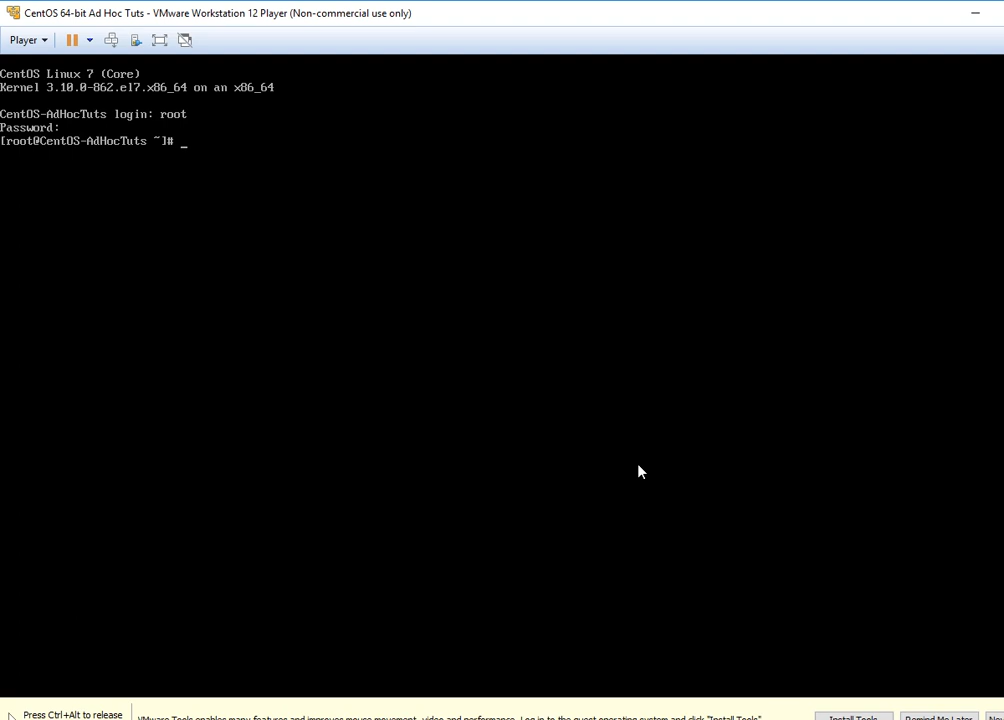 CentOS 64-bit Ad Hoc Tuts - VMware Workstation 12 Player (Non-commercial use only)
Player
CentOS Linux 7 (Core)
Kernel 3.10.0-862.el7.x86_64 on an x86_64
CentOS-AdHocTuts login: root
Password:
[root@CentOS-AdHocTuts ~]# _
Press Ctrl+Alt to release
VMware Tools enables many features and improves mouse movement, video and performance. Log in to the guest operating system and click "Install Tools".
Install Tools
Remind Me Later